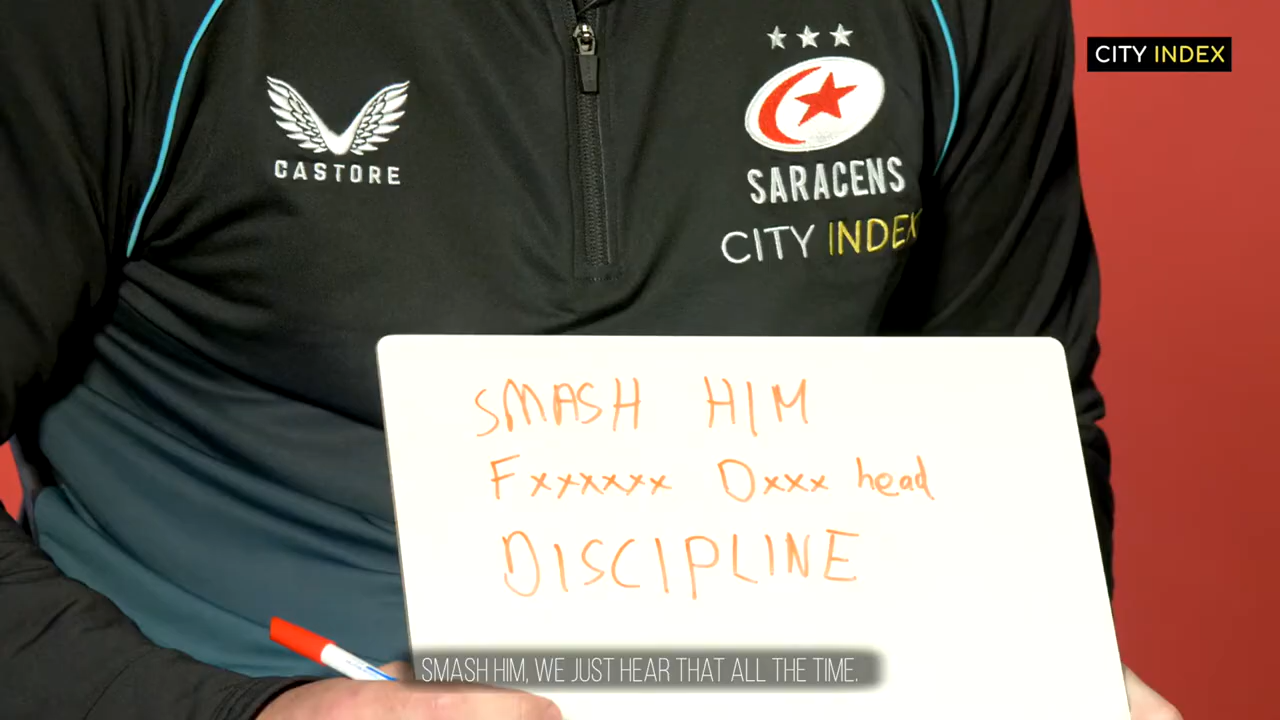 CITY INDEX
CASTORE
SARACENS
CITY INDEX
SMASH HIM
Fxxxxxx Dxxx head
DISCIPLINE
SMASH HIM, WE JUST HEAR THAT ALL THE TIME.